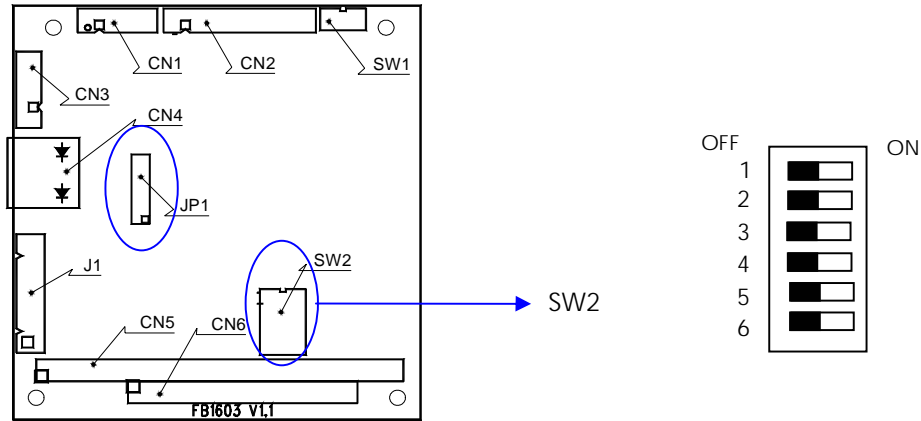 CN1
CN2
SW1
CN3
CN4
JP1
J1
SW2
CN5
CN6
FB1603 V1.1
SW2
OFF
ON
1
2
3
4
5
6